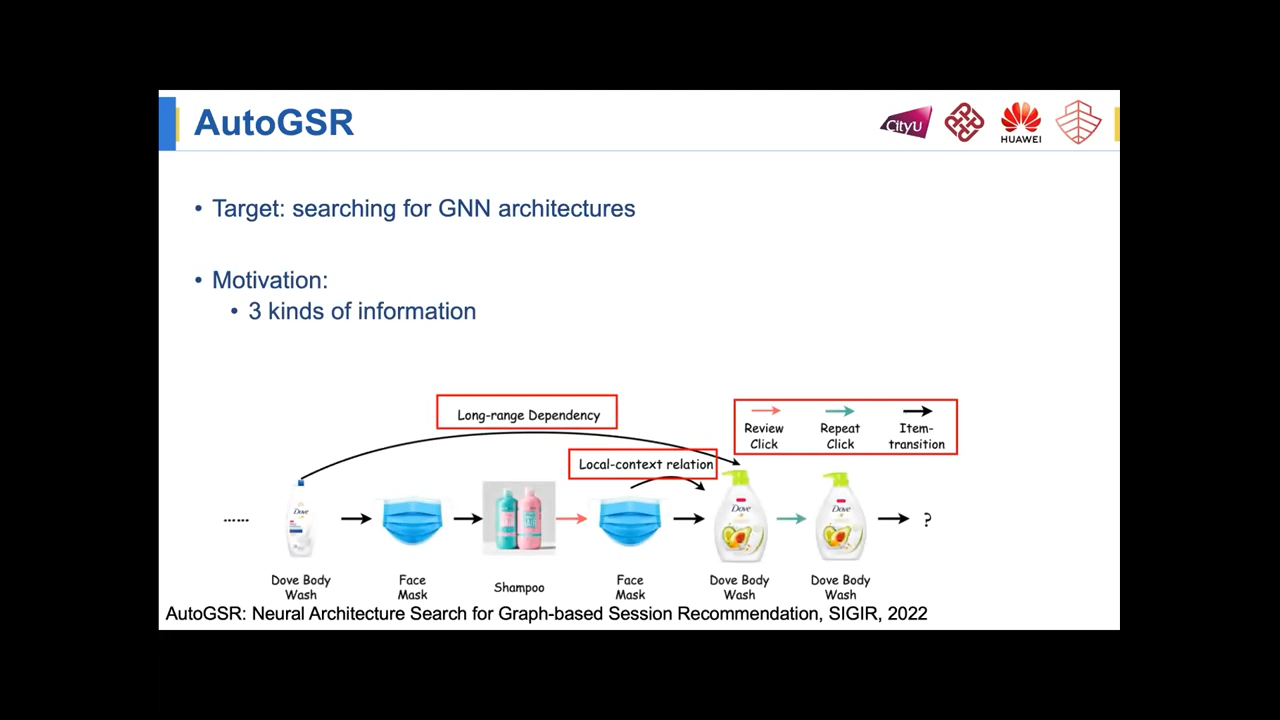 AutoGSR
CityU
HUAWEI
• Target: searching for GNN architectures
• Motivation:
• 3 kinds of information
Long-range Dependency
Local-context relation
Review
Click
Repeat
Click
Item-
transition
......
Dove
Dove
Dove
?
Dove Body
Wash
Face
Mask
Shampoo
Face
Mask
Dove Body
Wash
Dove Body
Wash
AutoGSR: Neural Architecture Search for Graph-based Session Recommendation, SIGIR, 2022